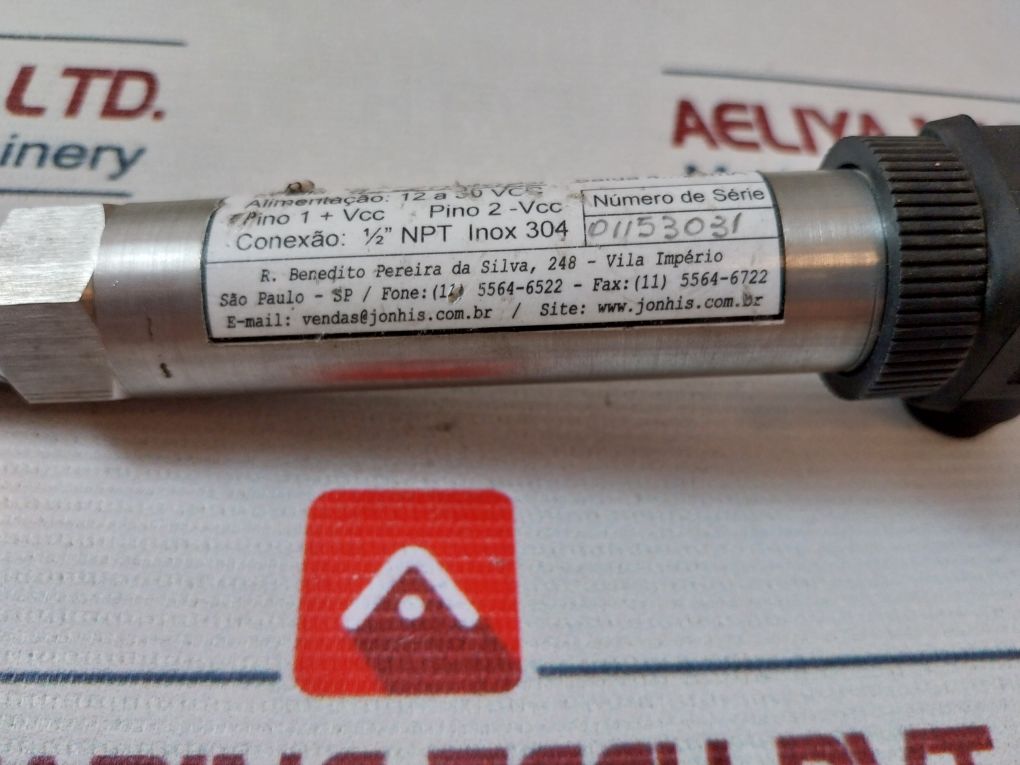 LTD.
inery
AELIYA
Alimentação: 12 a 30 VCC
Pino 1 + Vcc Pino 2 -Vcc
Conexão: ½" NPT Inox 304
Número de Série
01153031
R. Benedito Pereira da Silva, 248 - Vila Império
São Paulo - SP / Fone:(11) 5564-6522 - Fax:(11) 5564-6722
E-mail: vendas@jonhis.com.br / Site: www.jonhis.com.br